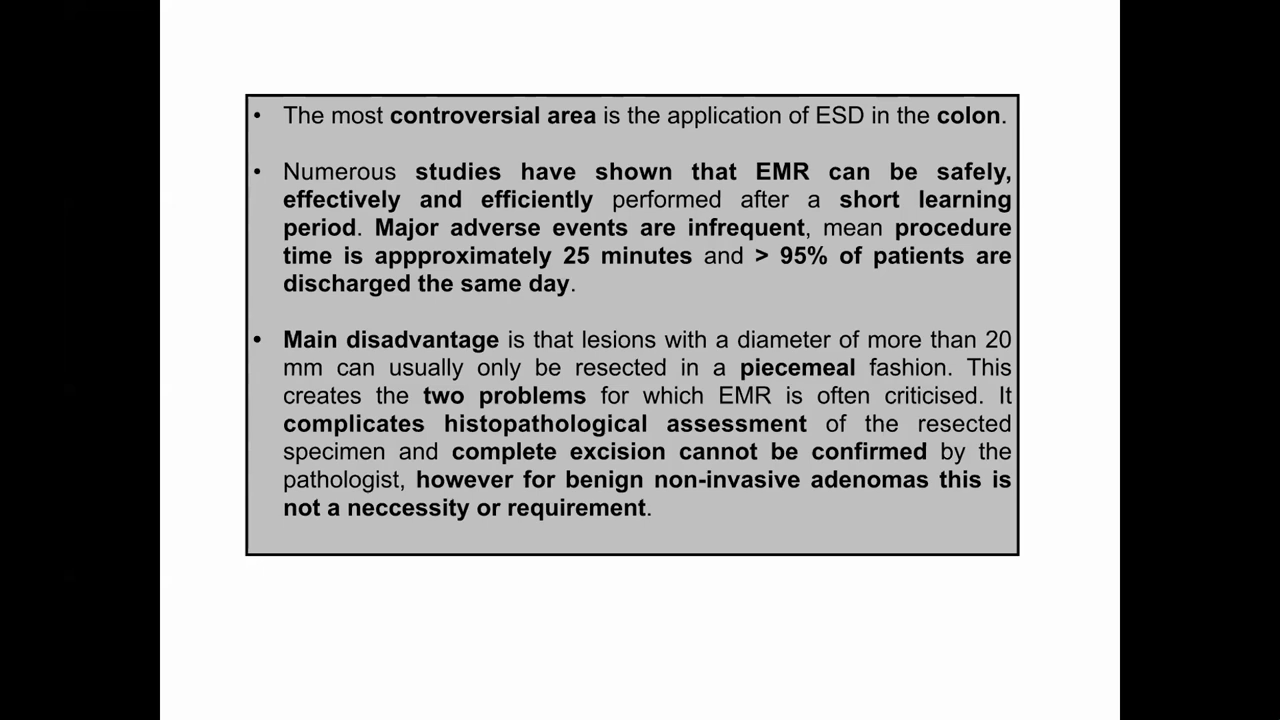 • The most controversial area is the application of ESD in the colon.
• Numerous studies have shown that EMR can be safely,
effectively and efficiently performed after a short learning
period. Major adverse events are infrequent, mean procedure
time is appproximately 25 minutes and > 95% of patients are
discharged the same day.
• Main disadvantage is that lesions with a diameter of more than 20
mm can usually only be resected in a piecemeal fashion. This
creates the two problems for which EMR is often criticised. It
complicates histopathological assessment of the resected
specimen and complete excision cannot be confirmed by the
pathologist, however for benign non-invasive adenomas this is
not a neccessity or requirement.